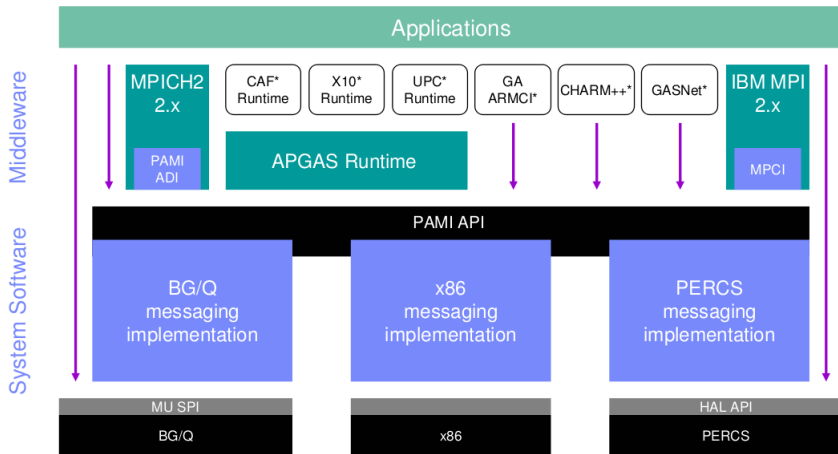 Applications
Middleware
MPICH2
2.x
PAMI
ADI
CAF*
Runtime
X10*
Runtime
UPC*
Runtime
GA
ARMCI*
CHARM++*
GASNet*
IBM MPI
2.x
MPCI
APGAS Runtime
System Software
PAMI API
BG/Q
messaging
implementation
x86
messaging
implementation
PERCS
messaging
implementation
MU SPI
HAL API
BG/Q
x86
PERCS